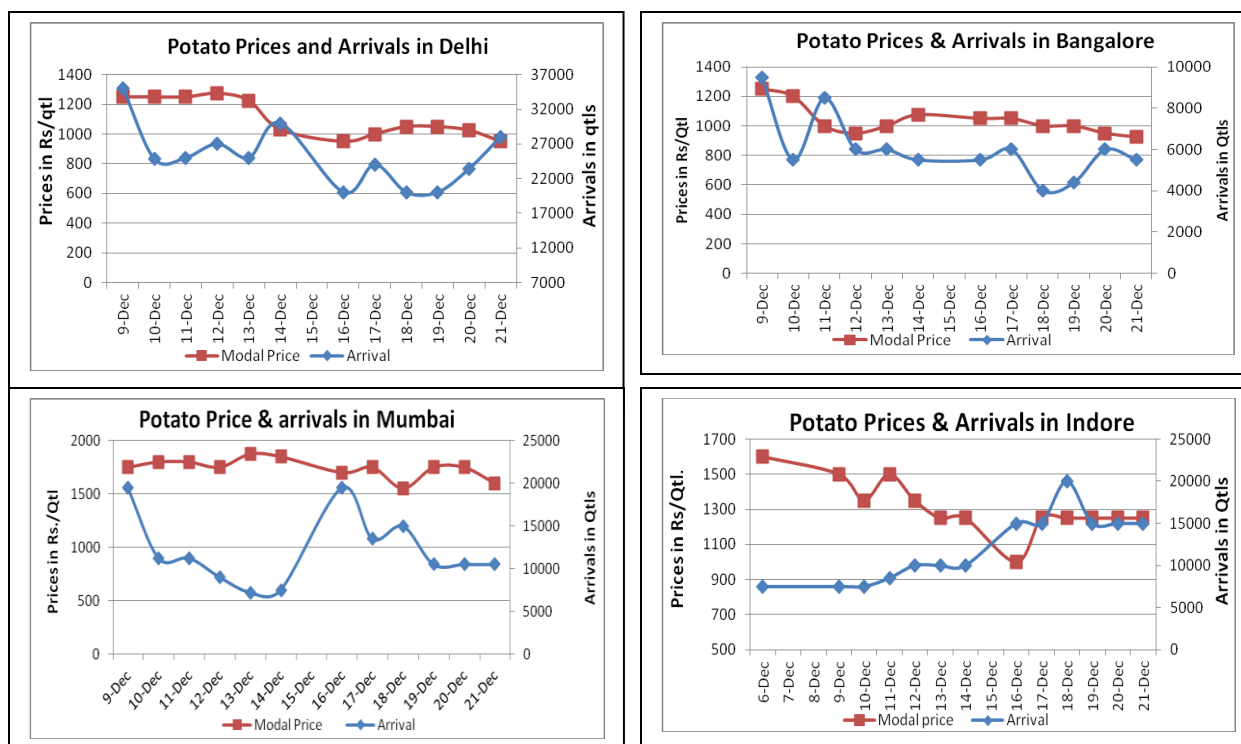 Potato Prices and Arrivals in Delhi
Prices in Rs/qtl
1400
1200
1000
800
600
400
200
0
37000
32000
27000
22000
17000
12000
7000
Arrivals in qtls
9-Dec
10-Dec
11-Dec
12-Dec
13-Dec
14-Dec
15-Dec
16-Dec
17-Dec
18-Dec
19-Dec
20-Dec
21-Dec
Modal Price
Arrival
Potato Prices & Arrivals in Bangalore
Prices in Rs/Qtl
1400
1200
1000
800
600
400
200
0
10000
8000
6000
4000
2000
0
Arrivals in Qtls
9-Dec
10-Dec
11-Dec
12-Dec
13-Dec
14-Dec
15-Dec
16-Dec
17-Dec
18-Dec
19-Dec
20-Dec
21-Dec
Modal Price
Arrival
Potato Price & arrivals in Mumbai
Prices in Rs./Qtl
2000
1500
1000
500
0
25000
20000
15000
10000
5000
0
Arrivals in Qtls
9-Dec
10-Dec
11-Dec
12-Dec
13-Dec
14-Dec
15-Dec
16-Dec
17-Dec
18-Dec
19-Dec
20-Dec
21-Dec
Modal Price
Arrival
Potato Prices & Arrivals in Indore
Prices in Rs/Qtl.
1700
1500
1300
1100
900
700
500
25000
20000
15000
10000
5000
0
Arrivals in Qtls
6-Dec
7-Dec
8-Dec
9-Dec
10-Dec
11-Dec
12-Dec
13-Dec
14-Dec
15-Dec
16-Dec
17-Dec
18-Dec
19-Dec
20-Dec
21-Dec
Modal price
Arrival